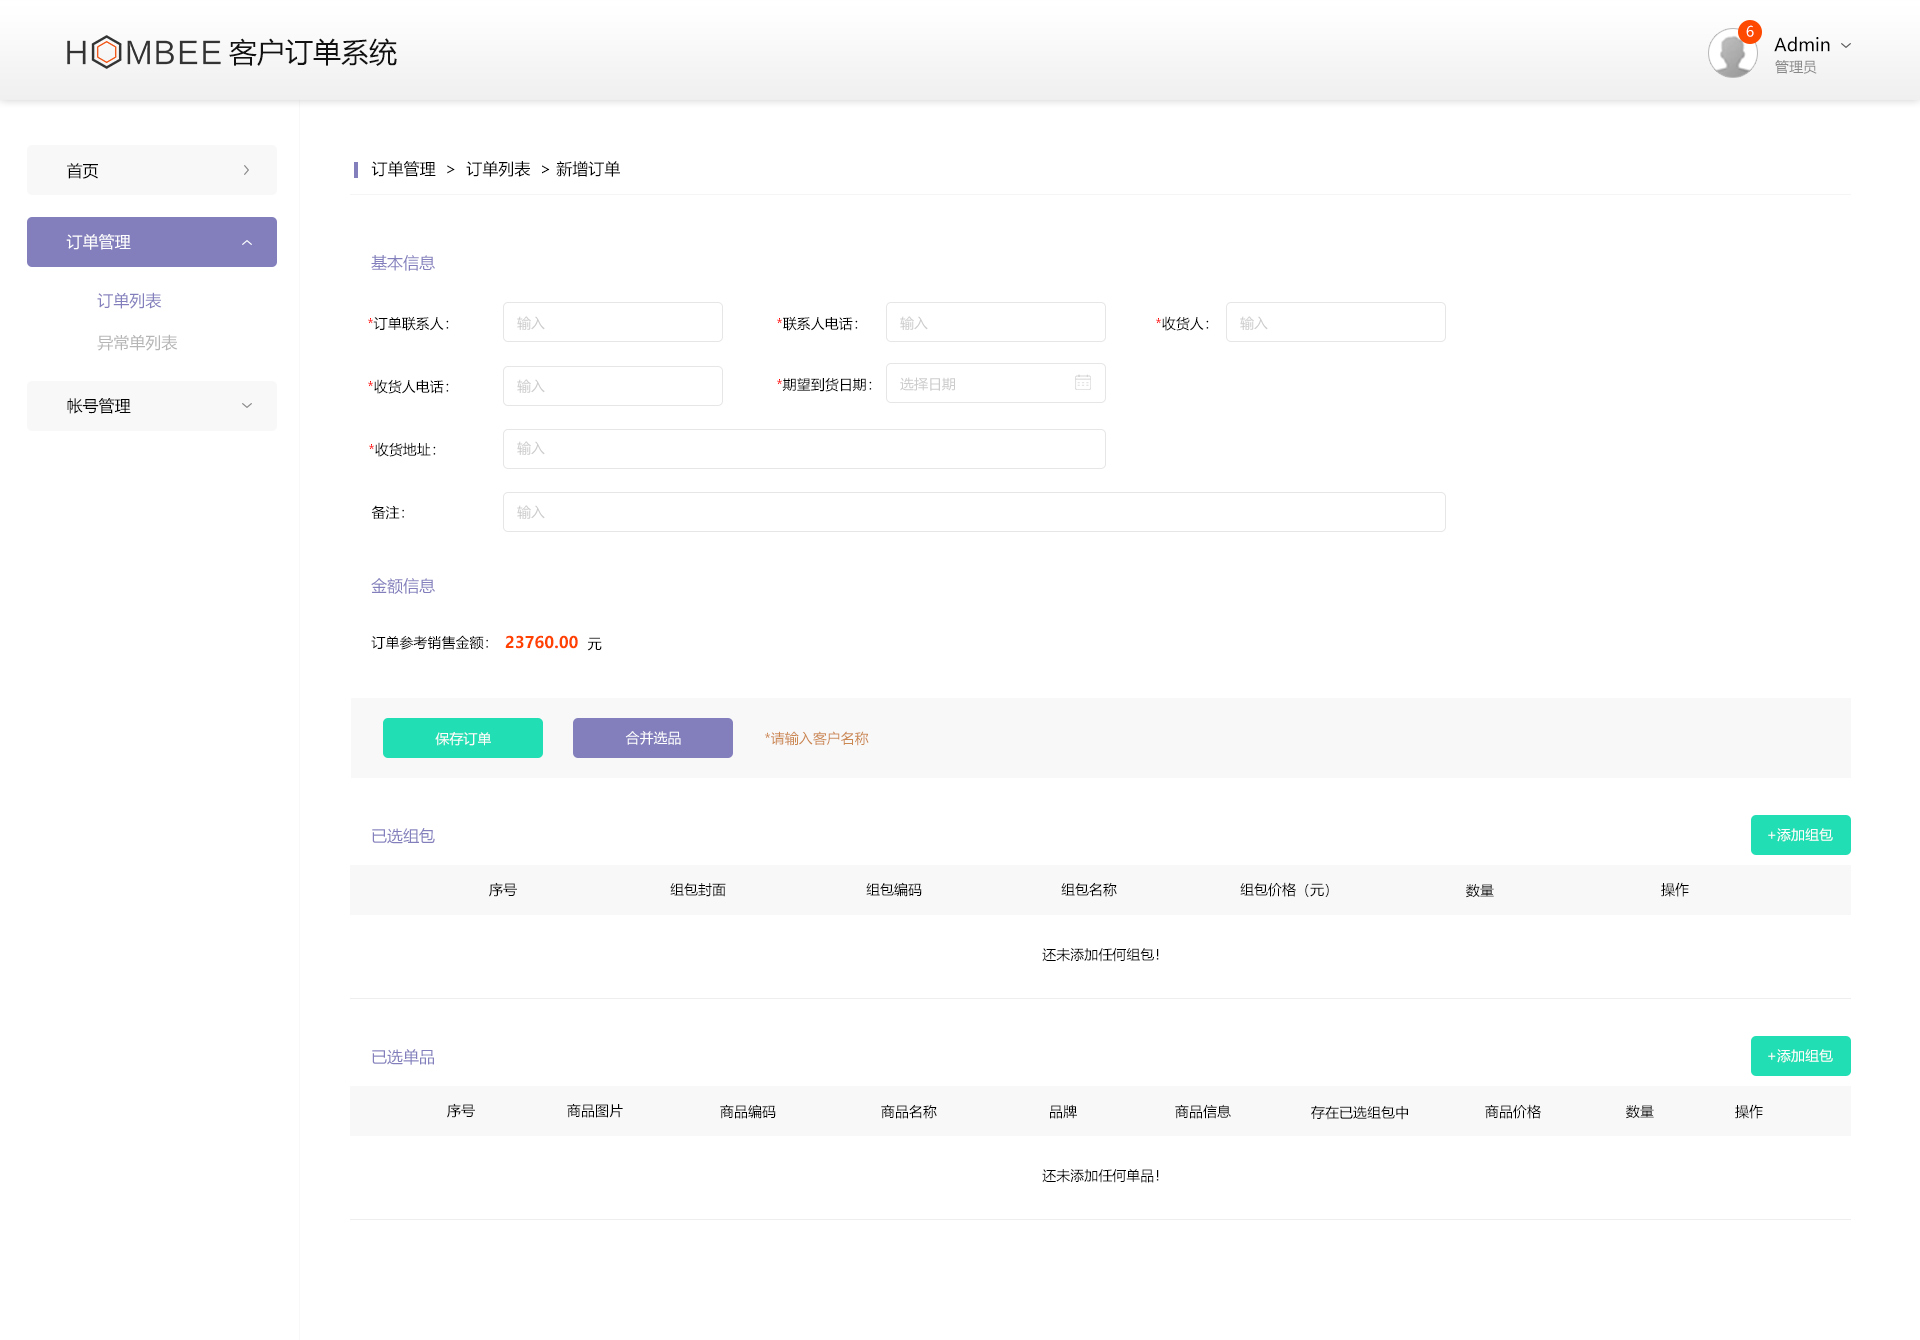 HOMBEE 客户订单系统
6
Admin
管理员
首页
订单管理
订单列表
异常单列表
帐号管理
订单管理 > 订单列表 > 新增订单
基本信息
*订单联系人： 输入 *联系人电话： 输入 *收货人： 输入
*收货人电话： 输入 *期望到货日期： 选择日期
*收货地址： 输入
备注： 输入
金额信息
订单参考销售金额： 23760.00 元
保存订单 合并选品 *请输入客户名称
已选组包 +添加组包
序号 组包封面 组包编码 组包名称 组包价格（元） 数量 操作
还未添加任何组包！
已选单品 +添加组包
序号 商品图片 商品编码 商品名称 品牌 商品信息 存在已选组包中 商品价格 数量 操作
还未添加任何单品！